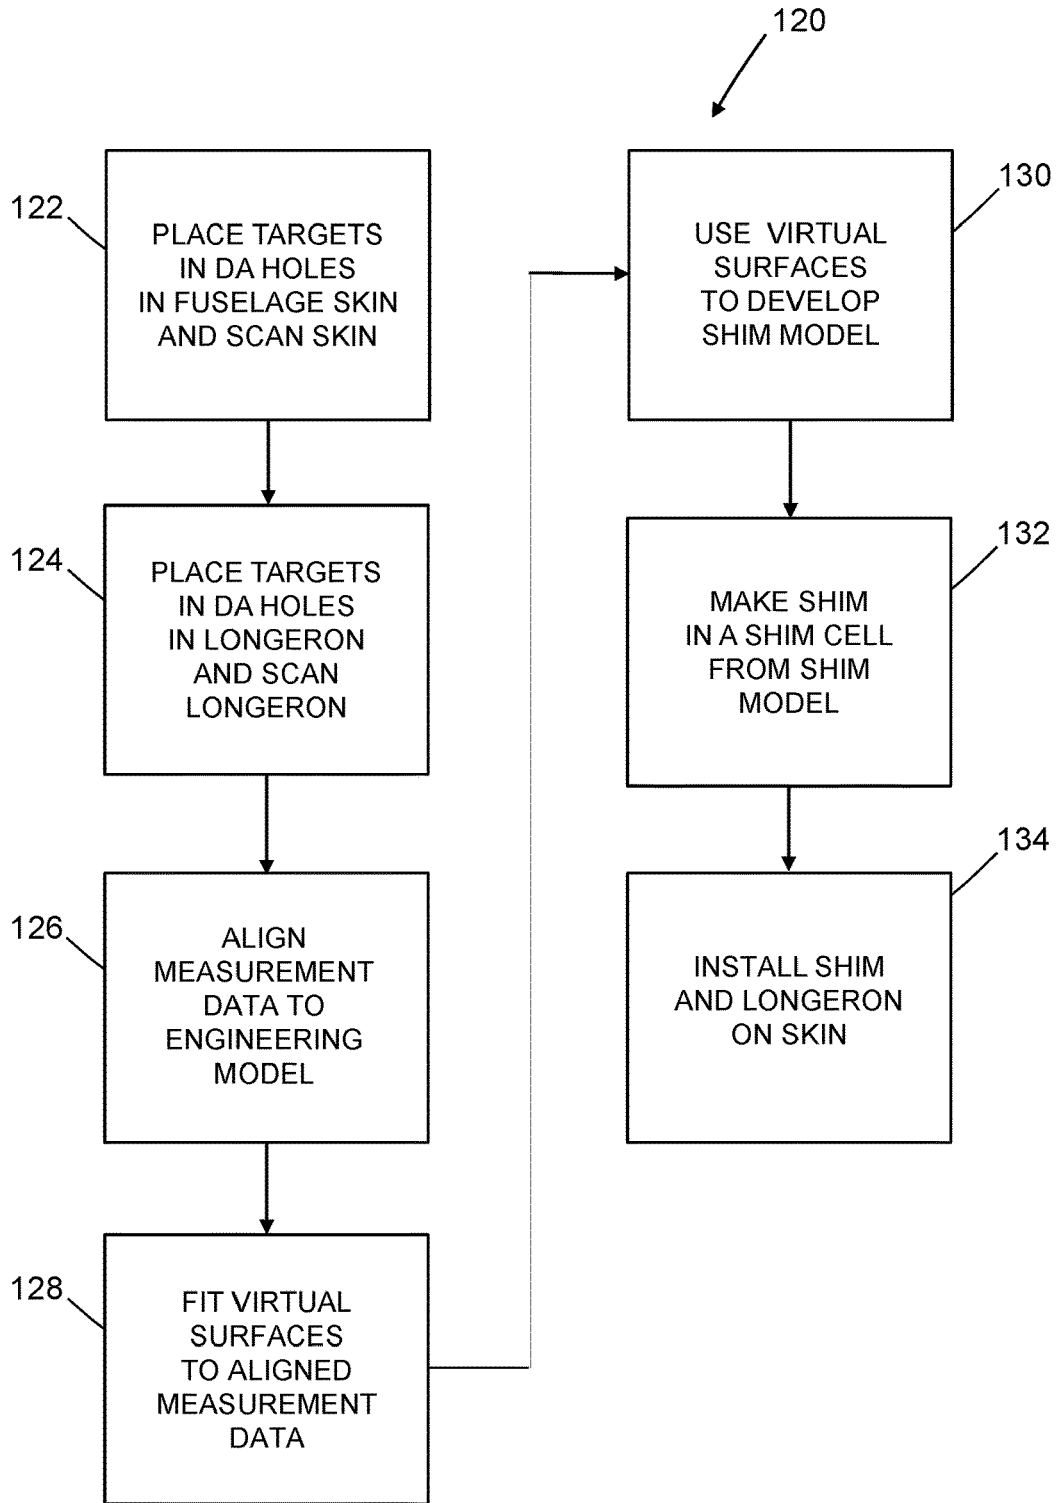 120
122
PLACE TARGETS
IN DA HOLES
IN FUSELAGE SKIN
AND SCAN SKIN
124
PLACE TARGETS
IN DA HOLES
IN LONGERON
AND SCAN
LONGERON
126
ALIGN
MEASUREMENT
DATA TO
ENGINEERING
MODEL
128
FIT VIRTUAL
SURFACES
TO ALIGNED
MEASUREMENT
DATA
130
USE VIRTUAL
SURFACES
TO DEVELOP
SHIM MODEL
132
MAKE SHIM
IN A SHIM CELL
FROM SHIM
MODEL
134
INSTALL SHIM
AND LONGERON
ON SKIN